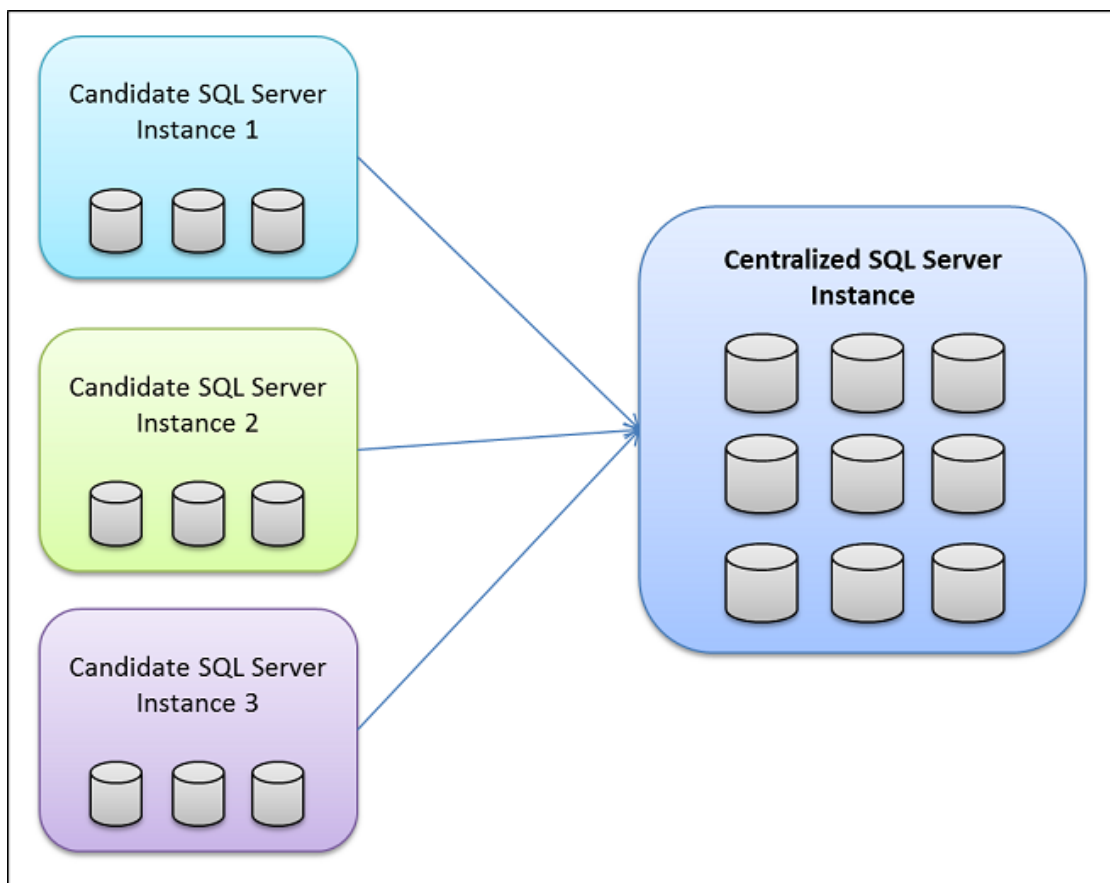 Candidate SQL Server
Instance 1
Candidate SQL Server
Instance 2
Candidate SQL Server
Instance 3
Centralized SQL Server
Instance